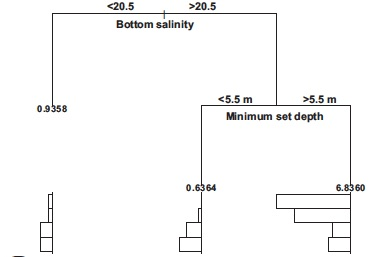 <20.5 >20.5
Bottom salinity
<5.5 m >5.5 m
0.9358
Minimum set depth
0.6364 6.8360